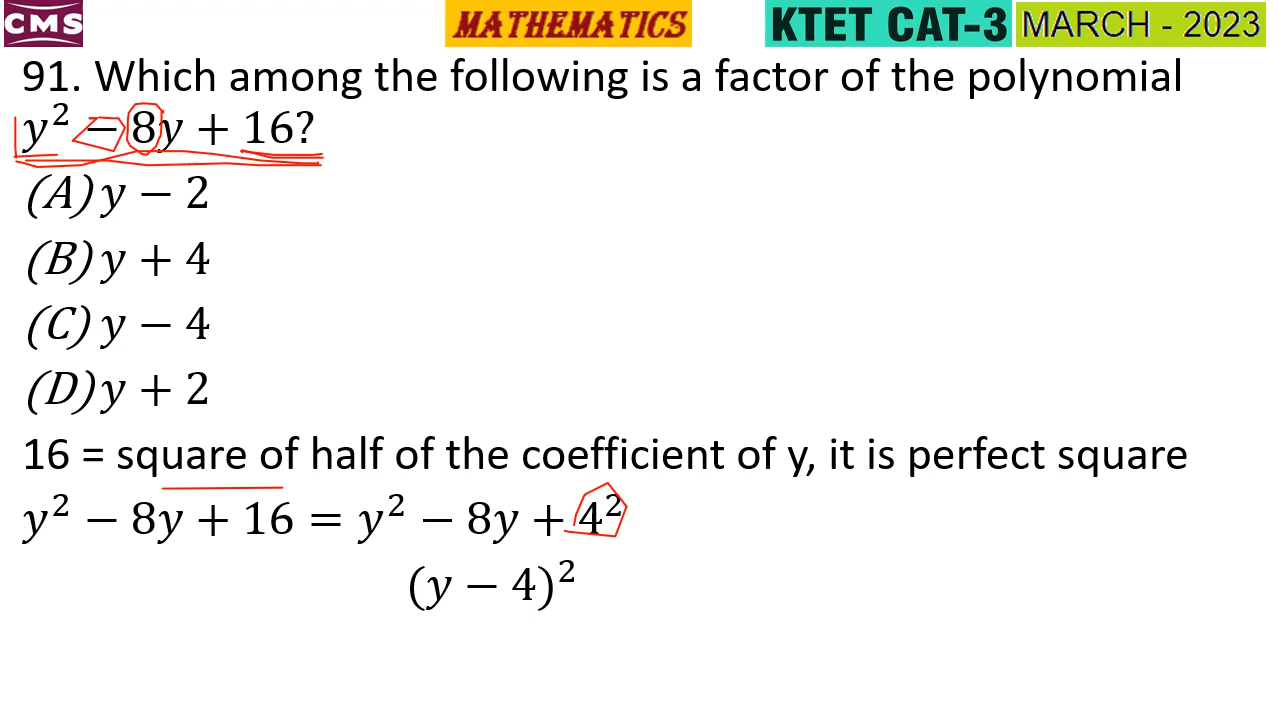 CMS
MATHEMATICS
KTET CAT-3
MARCH - 2023
91. Which among the following is a factor of the polynomial
y² − 8y + 16?
(A) y − 2
(B) y + 4
(C) y − 4
(D) y + 2
16 = square of half of the coefficient of y, it is perfect square
y² − 8y + 16 = y² − 8y + 4²
(y − 4)²